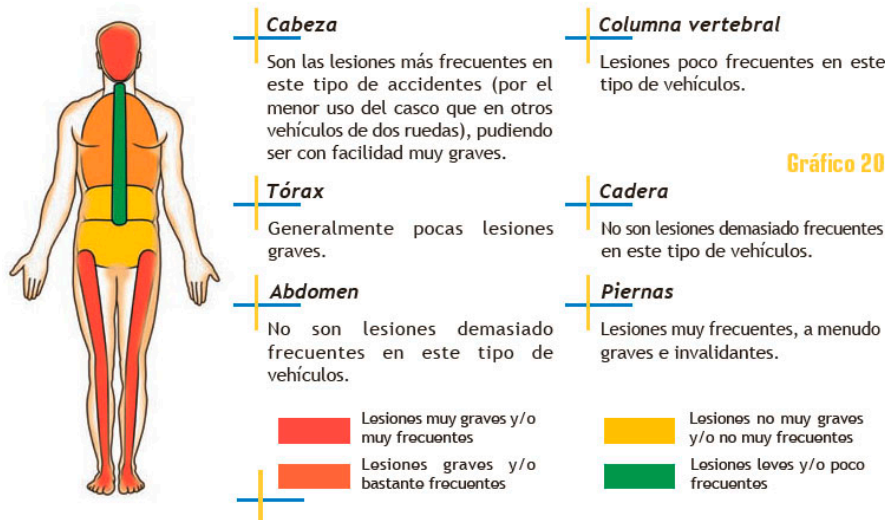 Cabeza
Son las lesiones más frecuentes en
este tipo de accidentes (por el
menor uso del casco que en otros
vehículos de dos ruedas), pudiendo
ser con facilidad muy graves.
Columna vertebral
Lesiones poco frecuentes en este
tipo de vehículos.
Gráfico 20
Tórax
Generalmente pocas lesiones
graves.
Cadera
No son lesiones demasiado frecuentes
en este tipo de vehículos.
Abdomen
No son lesiones demasiado
frecuentes en este tipo de
vehículos.
Piernas
Lesiones muy frecuentes, a menudo
graves e invalidantes.
Lesiones muy graves y/o
muy frecuentes
Lesiones graves y/o
bastante frecuentes
Lesiones no muy graves
y/o no muy frecuentes
Lesiones leves y/o poco
frecuentes